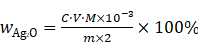 w_Ag₂O = (C·V·M×10⁻³)/(m×2) × 100%